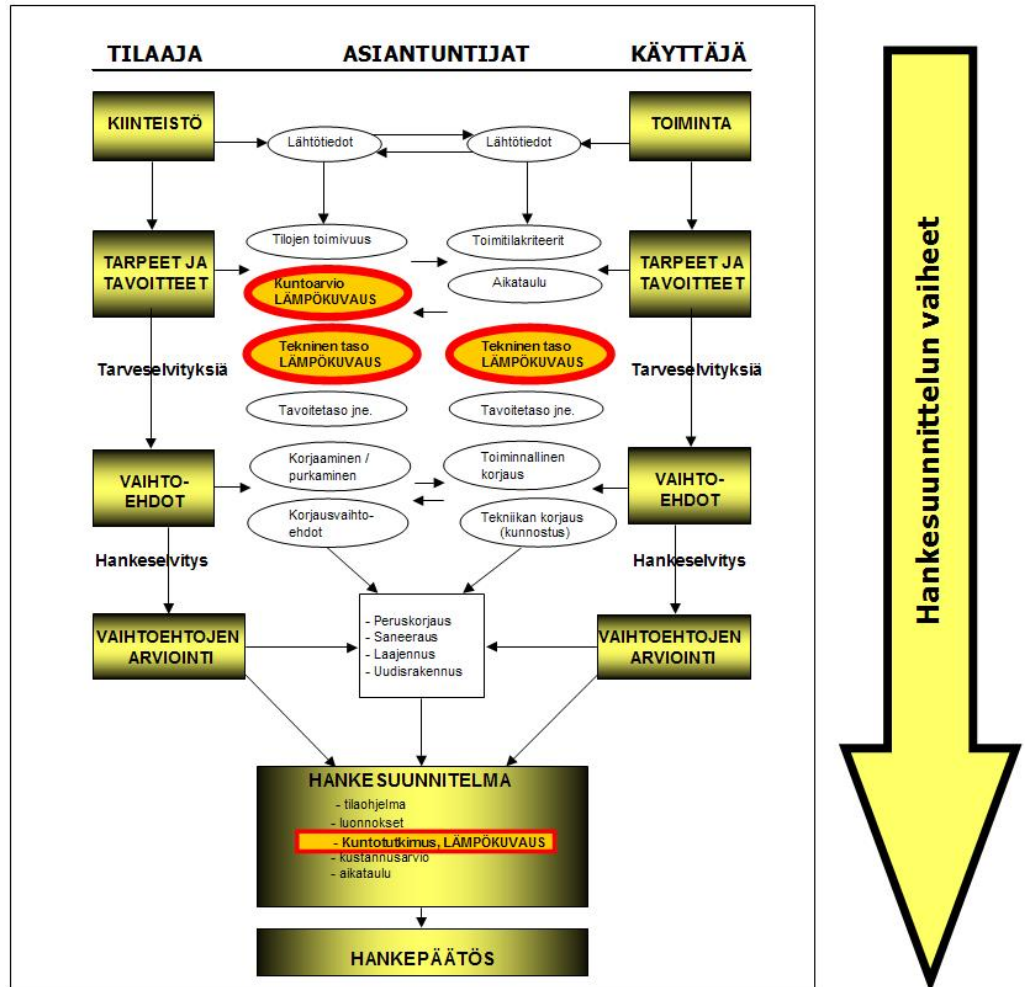 TILAAJA ASIANTUNTIJAT KÄYTTÄJÄ
KIINTEISTÖ
TOIMINTA
Lähtötiedot
Lähtötiedot
TARPEET JA
TAVOITTEET
Tilojen toimivuus
Toimitilakriteerit
TARPEET JA
TAVOITTEET
Kuntoarvio
LÄMPÖKUVAUS
Aikataulu
Tarveselvityksiä
Tekninen taso
LÄMPÖKUVAUS
Tekninen taso
LÄMPÖKUVAUS
Tarveselvityksiä
Tavoitetaso jne.
Tavoitetaso jne.
VAIHTO-
EHDOT
Korjaaminen /
purkaminen
Toiminnallinen
korjaus
VAIHTO-
EHDOT
Korjausvaihto-
ehdot
Tekniikan korjaus
(kunnostus)
Hankeselvitys
Hankeselvitys
VAIHTOEHTOJEN
ARVIOINTI
- Peruskorjaus
- Saneeraus
- Laajennus
- Uudisrakennus
VAIHTOEHTOJEN
ARVIOINTI
HANKESUUNNITELMA
- tilaohjelma
- luonnokset
- Kuntotutkimus, LÄMPÖKUVAUS
- kustannusarvio
- aikataulu
HANKEPÄÄTÖS
Hankesuunnittelun vaiheet